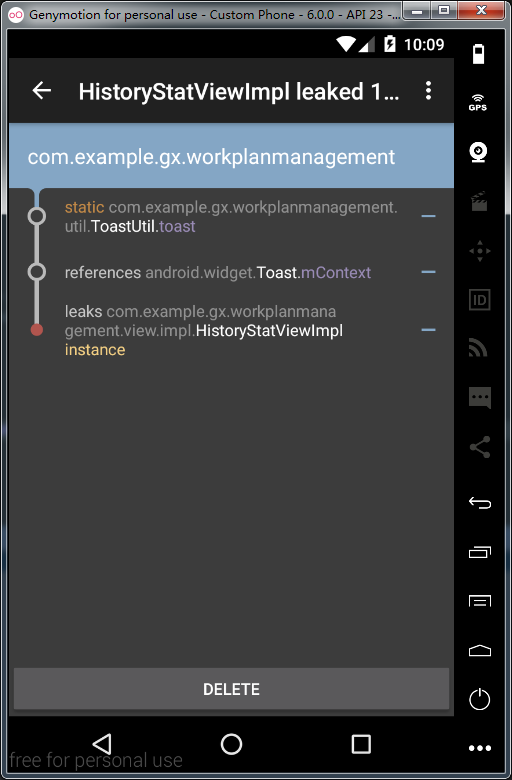 Genymotion for personal use - Custom Phone - 6.0.0 - API 23 -...
10:09
HistoryStatViewImpl leaked 1...
GPS
com.example.gx.workplanmanagement
static com.example.gx.workplanmanagement.
util.ToastUtil.toast
references android.widget.Toast.mContext
ID
leaks com.example.gx.workplanmana
gement.view.impl.HistoryStatViewImpl
instance
DELETE
free for personal use